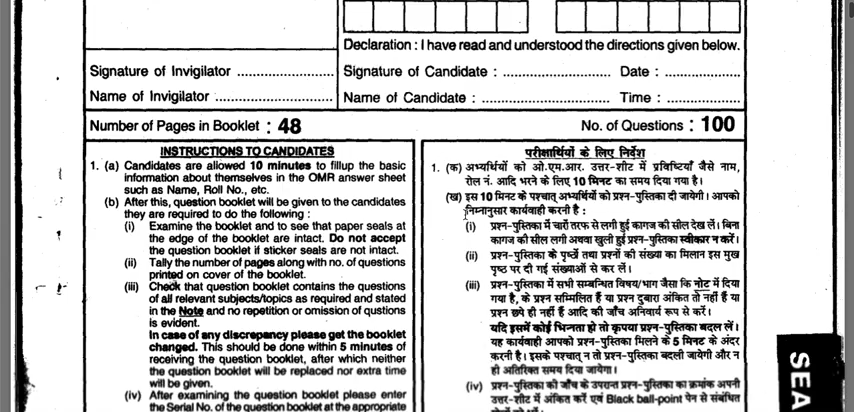 Declaration : I have read and understood the directions given below.
Signature of Invigilator ........................
Signature of Candidate : ........................... Date : ...................
Name of Invigilator .............................
Name of Candidate : ............................... Time : ...................
Number of Pages in Booklet : 48
No. of Questions : 100
INSTRUCTIONS TO CANDIDATES
1. (a) Candidates are allowed 10 minutes to fillup the basic
information about themselves in the OMR answer sheet
such as Name, Roll No., etc.
(b) After this, question booklet will be given to the candidates
they are required to do the following :
(i) Examine the booklet and to see that paper seals at
the edge of the booklet are intact. Do not accept
the question booklet if sticker seals are not intact.
(ii) Tally the number of pages along with no. of questions
printed on cover of the booklet.
(iii) Check that question booklet contains the questions
of all relevant subjects/topics as required and stated
in the Note and no repetition or omission of qustions
is evident.
In case of any discrepancy please get the booklet
changed. This should be done within 5 minutes of
receiving the question booklet, after which neither
the question booklet will be replaced nor extra time
will be given.
(iv) After examining the question booklet please enter
the Serial No. of the question booklet at the appropriate
परीक्षार्थियों के लिए निर्देश
1. (क) अभ्यर्थियों को ओ.एम.आर. उत्तर-शीट में प्रविष्टियाँ जैसे नाम,
रोल नं. आदि भरने के लिए 10 मिनट का समय दिया गया है।
(ख) इस 10 मिनट के पश्चात् अभ्यर्थियों को प्रश्न-पुस्तिका दी जायेगी। आपको
निम्नानुसार कार्यवाही करनी है :
(i) प्रश्न-पुस्तिका में चारों तरफ से लगी हुई कागज की सील देख लें। बिना
कागज की सील लगी अथवा खुली हुई प्रश्न-पुस्तिका स्वीकार न करें।
(ii) प्रश्न-पुस्तिका के पृष्ठों तथा प्रश्नों की संख्या का मिलान इस मुख
पृष्ठ पर दी गई संख्याओं से कर लें।
(iii) प्रश्न-पुस्तिका में सभी सम्बन्धित विषय/भाग जैसा कि नोट में दिया
गया है, के प्रश्न सम्मिलित हैं या प्रश्न दुबारा अंकित तो नहीं हैं या
प्रश्न छपे ही नहीं हैं आदि की जाँच अनिवार्य रूप से करें।
यदि इसमें कोई भिन्नता हो तो कृपया प्रश्न-पुस्तिका बदल लें।
यह कार्यवाही आपको प्रश्न-पुस्तिका मिलने के 5 मिनट के अंदर
करनी है। इसके पश्चात् न तो प्रश्न-पुस्तिका बदली जायेगी और न
ही अतिरिक्त समय दिया जायेगा।
(iv) प्रश्न-पुस्तिका की जाँच के उपरान्त प्रश्न-पुस्तिका का क्रमांक अपनी
उत्तर-शीट में अंकित करें एवं Black ball-point पेन से संबंधित
SEA